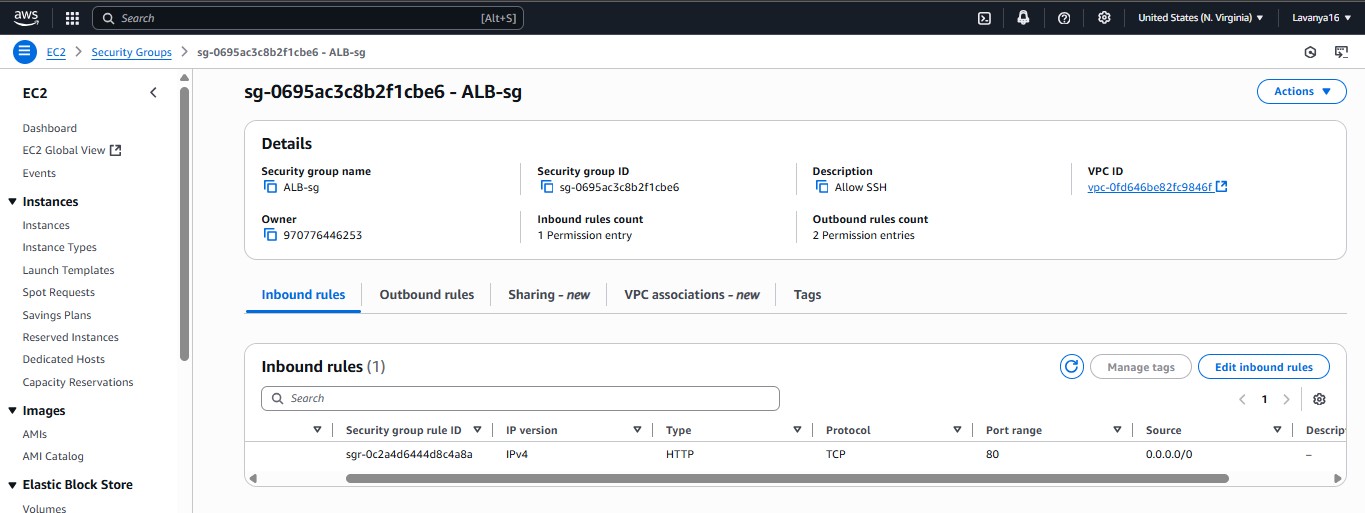 aws
Search [Alt+S]
United States (N. Virginia) Lavanya16
EC2 Security Groups sg-0695ac3c8b2f1cbe6 - ALB-sg
EC2
Dashboard
EC2 Global View
Events
Instances
Instances
Instance Types
Launch Templates
Spot Requests
Savings Plans
Reserved Instances
Dedicated Hosts
Capacity Reservations
Images
AMIs
AMI Catalog
Elastic Block Store
Volumes
sg-0695ac3c8b2f1cbe6 - ALB-sg
Actions
Details
Security group name
ALB-sg
Security group ID
sg-0695ac3c8b2f1cbe6
Description
Allow SSH
VPC ID
vpc-0fd646be82fc9846f
Owner
970776446253
Inbound rules count
1 Permission entry
Outbound rules count
2 Permission entries
Inbound rules Outbound rules Sharing - new VPC associations - new Tags
Inbound rules (1)
Manage tags Edit inbound rules
Search
1
Security group rule ID IP version Type Protocol Port range Source Descrip
sgr-0c2a4d6444d8c4a8a IPv4 HTTP TCP 80 0.0.0.0/0 –